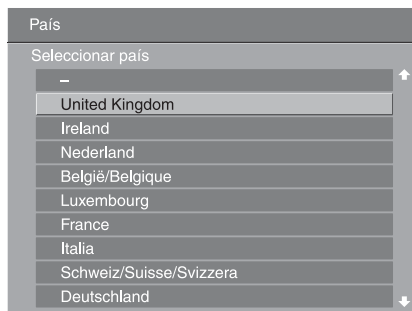 País
Seleccionar país
–
United Kingdom
Ireland
Nederland
België/Belgique
Luxembourg
France
Italia
Schweiz/Suisse/Svizzera
Deutschland